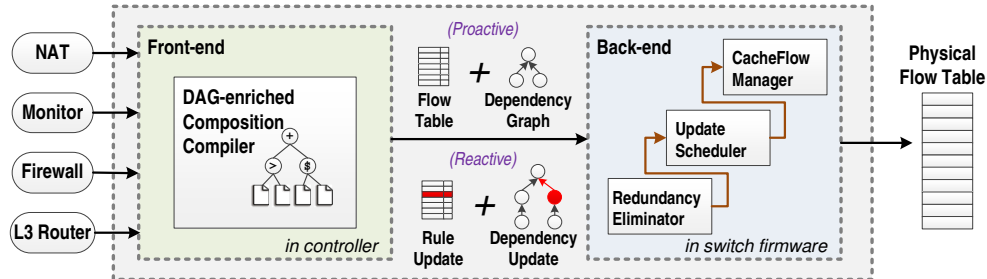 NAT
Monitor
Firewall
L3 Router
Front-end
DAG-enriched
Composition
Compiler
+
>
$
in controller
(Proactive)
+
Flow
Table
Dependency
Graph
(Reactive)
+
Rule
Update
Dependency
Update
Back-end
CacheFlow
Manager
Update
Scheduler
Redundancy
Eliminator
in switch firmware
Physical
Flow Table